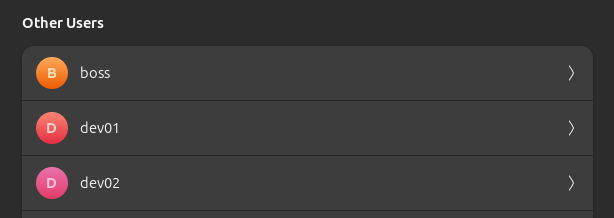 Other Users
B boss
D dev01
D dev02